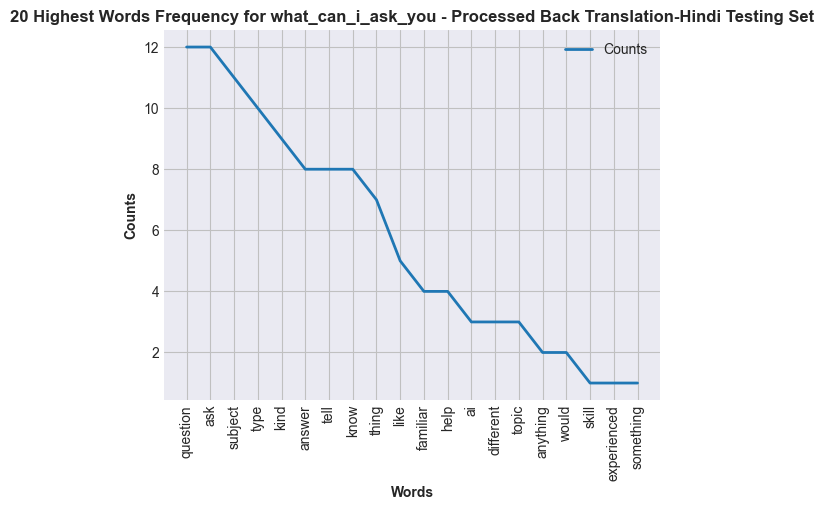 20 Highest Words Frequency for what_can_i_ask_you - Processed Back Translation-Hindi Testing Set
Counts
12
10
8
6
4
2
Counts
question
ask
subject
type
kind
answer
tell
know
thing
like
familiar
help
ai
different
topic
anything
would
skill
experienced
something
Words